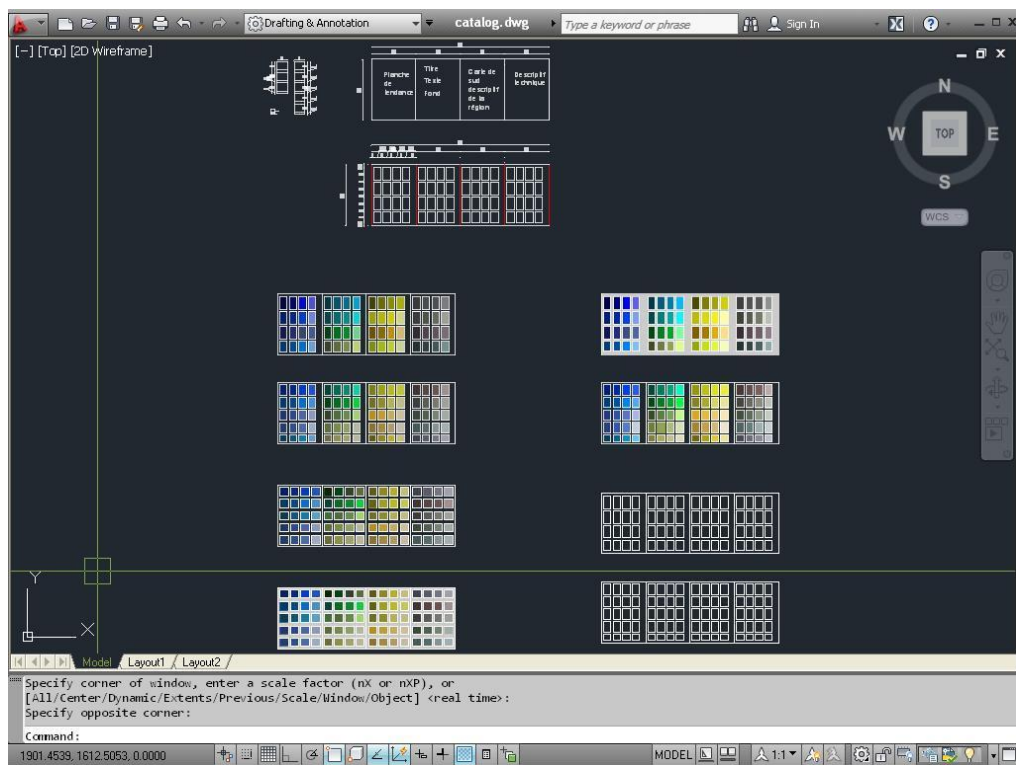 Drafting & Annotation
catalog.dwg
Type a keyword or phrase
Sign In
[−] [Top] [2D Wireframe]
Planche
de
tendance
Titre
Texte
Fond
Carte de
sud
descriptif
de la
région
Descriptif
technique
N
W
TOP
E
S
WCS
Y
X
Model
Layout1
Layout2
Specify corner of window, enter a scale factor (nX or nXP), or
[All/Center/Dynamic/Extents/Previous/Scale/Window/Object] <real time>:
Specify opposite corner:
Command:
1901.4539, 1612.5053, 0.0000
MODEL
1:1